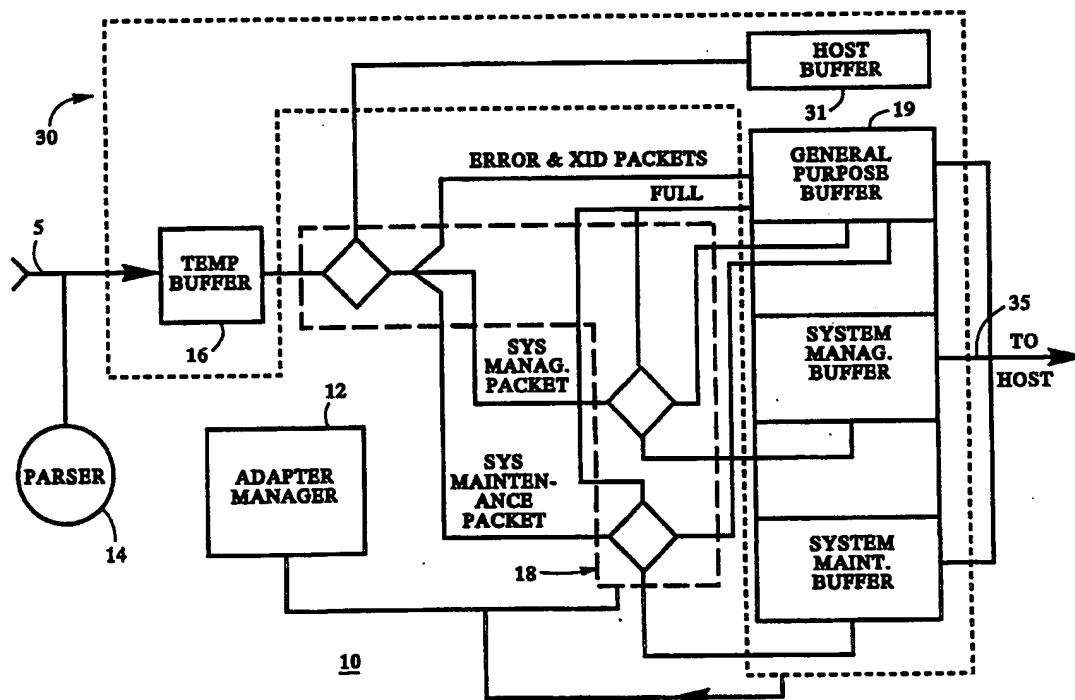 HOST
BUFFER
31
30
19
GENERAL
PURPOSE
BUFFER
ERROR & XID PACKETS
FULL
5
TEMP
BUFFER
16
35
TO
HOST
SYSTEM
MANAG.
BUFFER
SYS
MANAG.
PACKET
12
ADAPTER
MANAGER
PARSER
14
SYS
MAINTEN-
ANCE
PACKET
18
SYSTEM
MAINT.
BUFFER
10